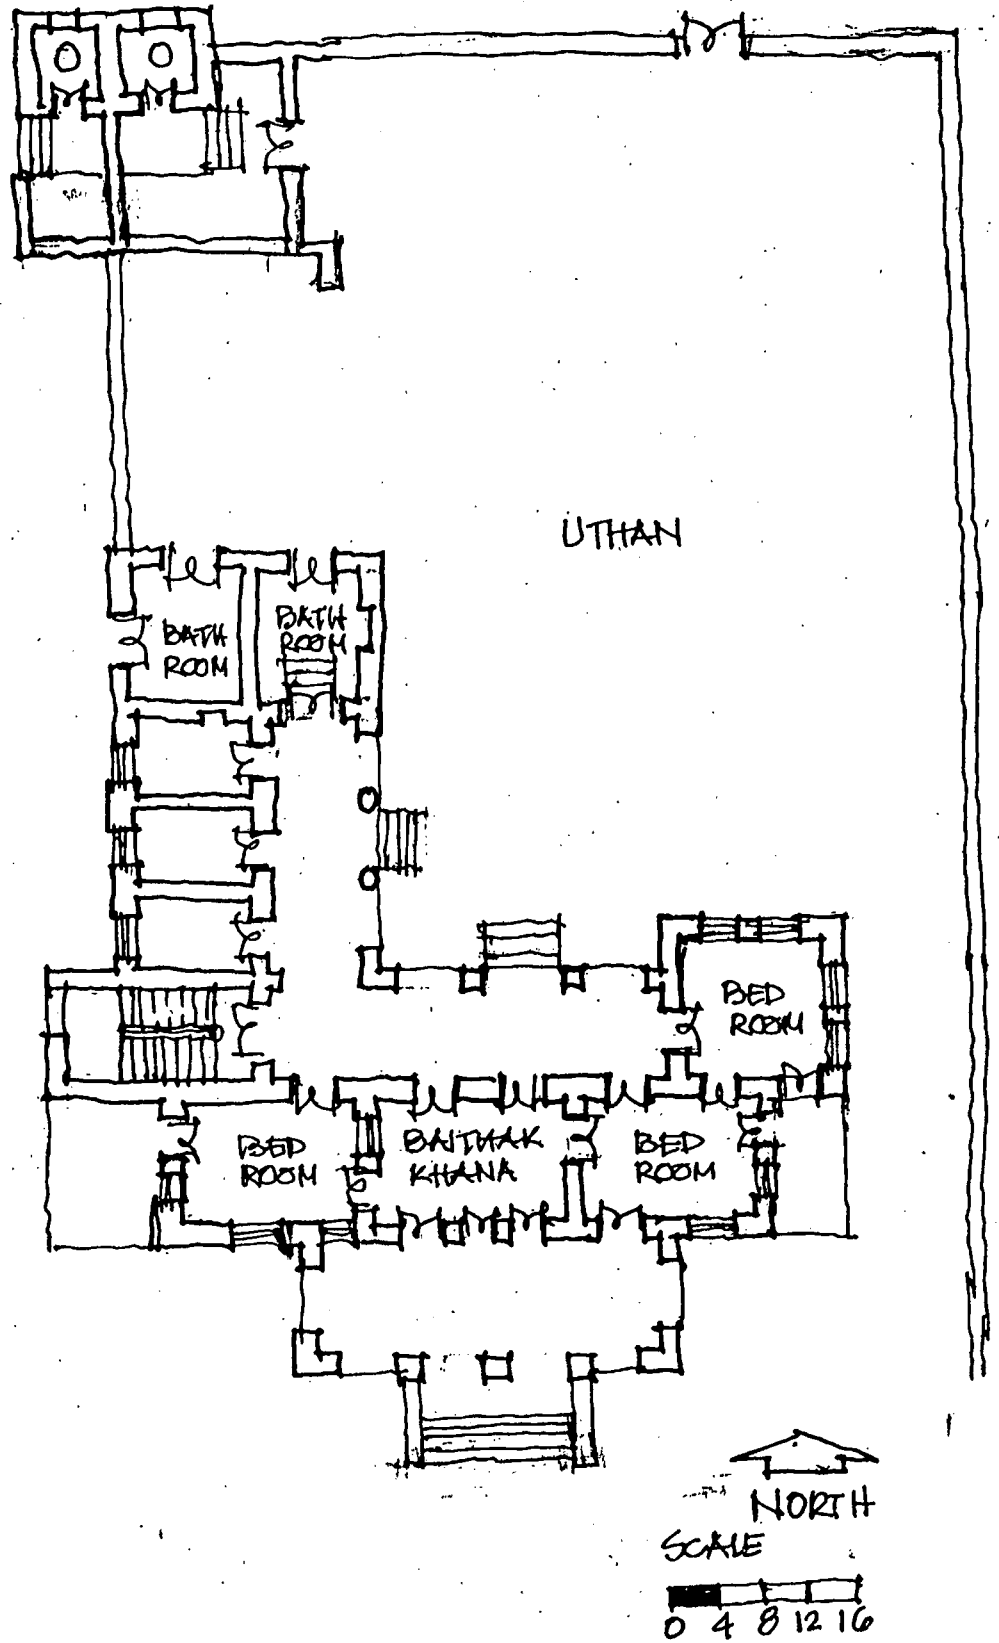 UTHAN
BATH
ROOM
BATH
ROOM
BED
ROOM
BED
ROOM
BAITHAK
KHANA
BED
ROOM
NORTH
SCALE
0 4 8 12 16